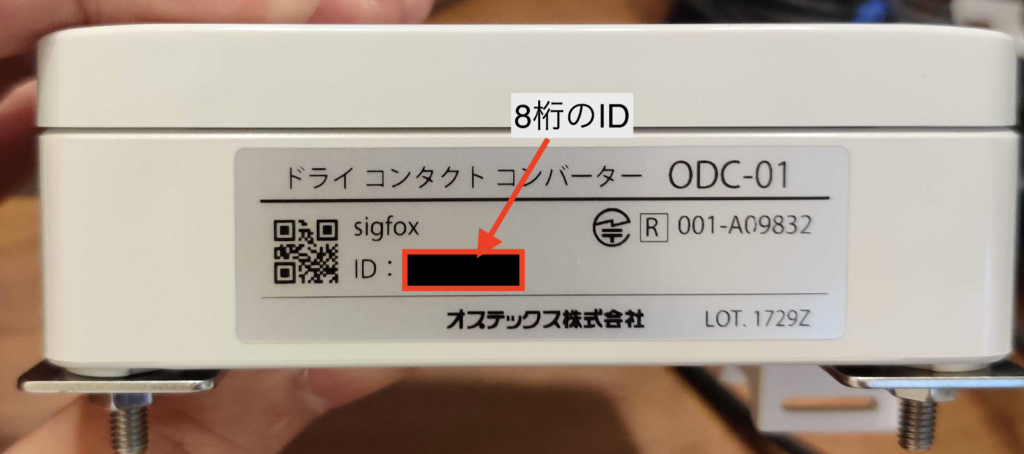 8桁のID
ドライ コンタクト コンバーター ODC-01
sigfox
R 001-A09832
ID：
オステックス株式会社 LOT. 1729Z